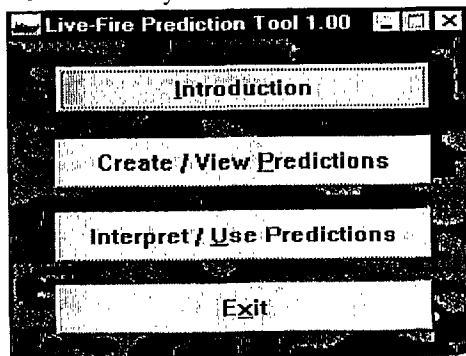 Live-Fire Prediction Tool 1.00
Introduction
Create / View Predictions
Interpret / Use Predictions
Exit